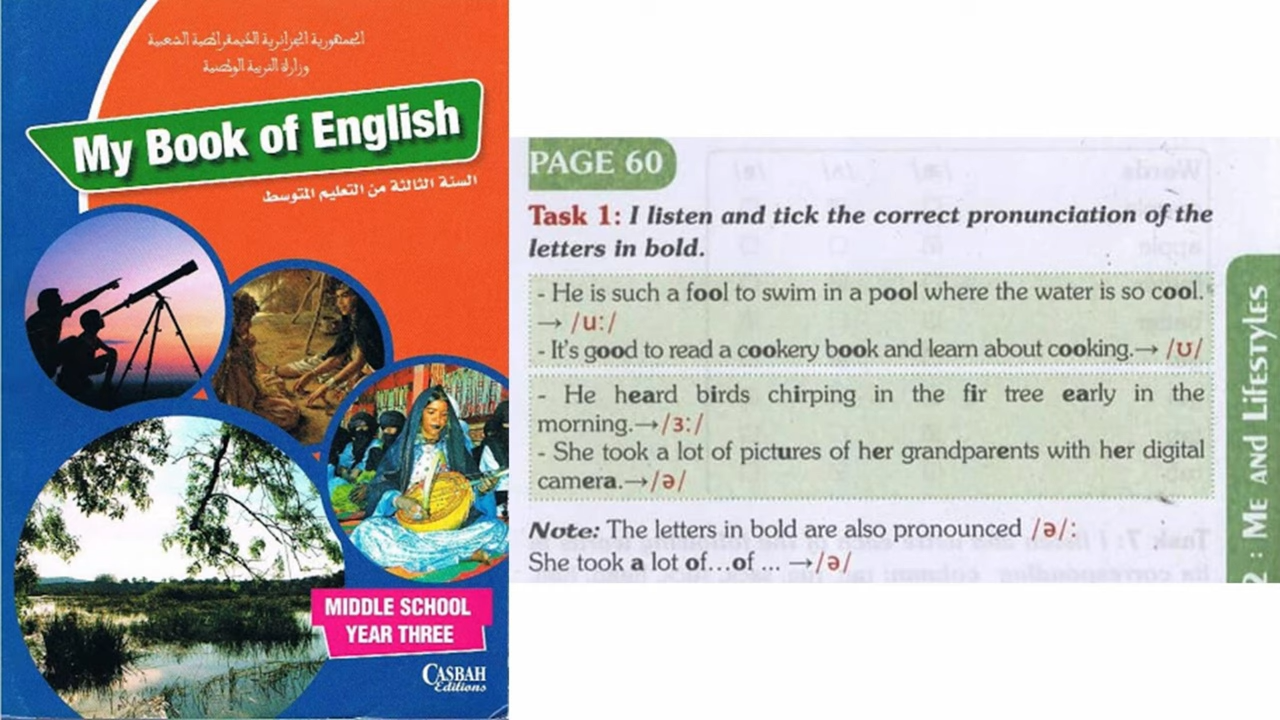 الجمهورية الجزائرية الديمقراطية الشعبية
وزارة التربية الوطنية
My Book of English
السنة الثالثة من التعليم المتوسط
MIDDLE SCHOOL
YEAR THREE
CASBAH
Editions
PAGE 60
Task 1: I listen and tick the correct pronunciation of the
letters in bold.
- He is such a fool to swim in a pool where the water is so cool.
→ /u:/
- It's good to read a cookery book and learn about cooking.→ /ʊ/
- He heard birds chirping in the fir tree early in the
morning.→/ɜ:/
- She took a lot of pictures of her grandparents with her digital
camera.→/ə/
Note: The letters in bold are also pronounced /ə/:
She took a lot of...of ... →/ə/
2 : ME AND LIFESTYLES